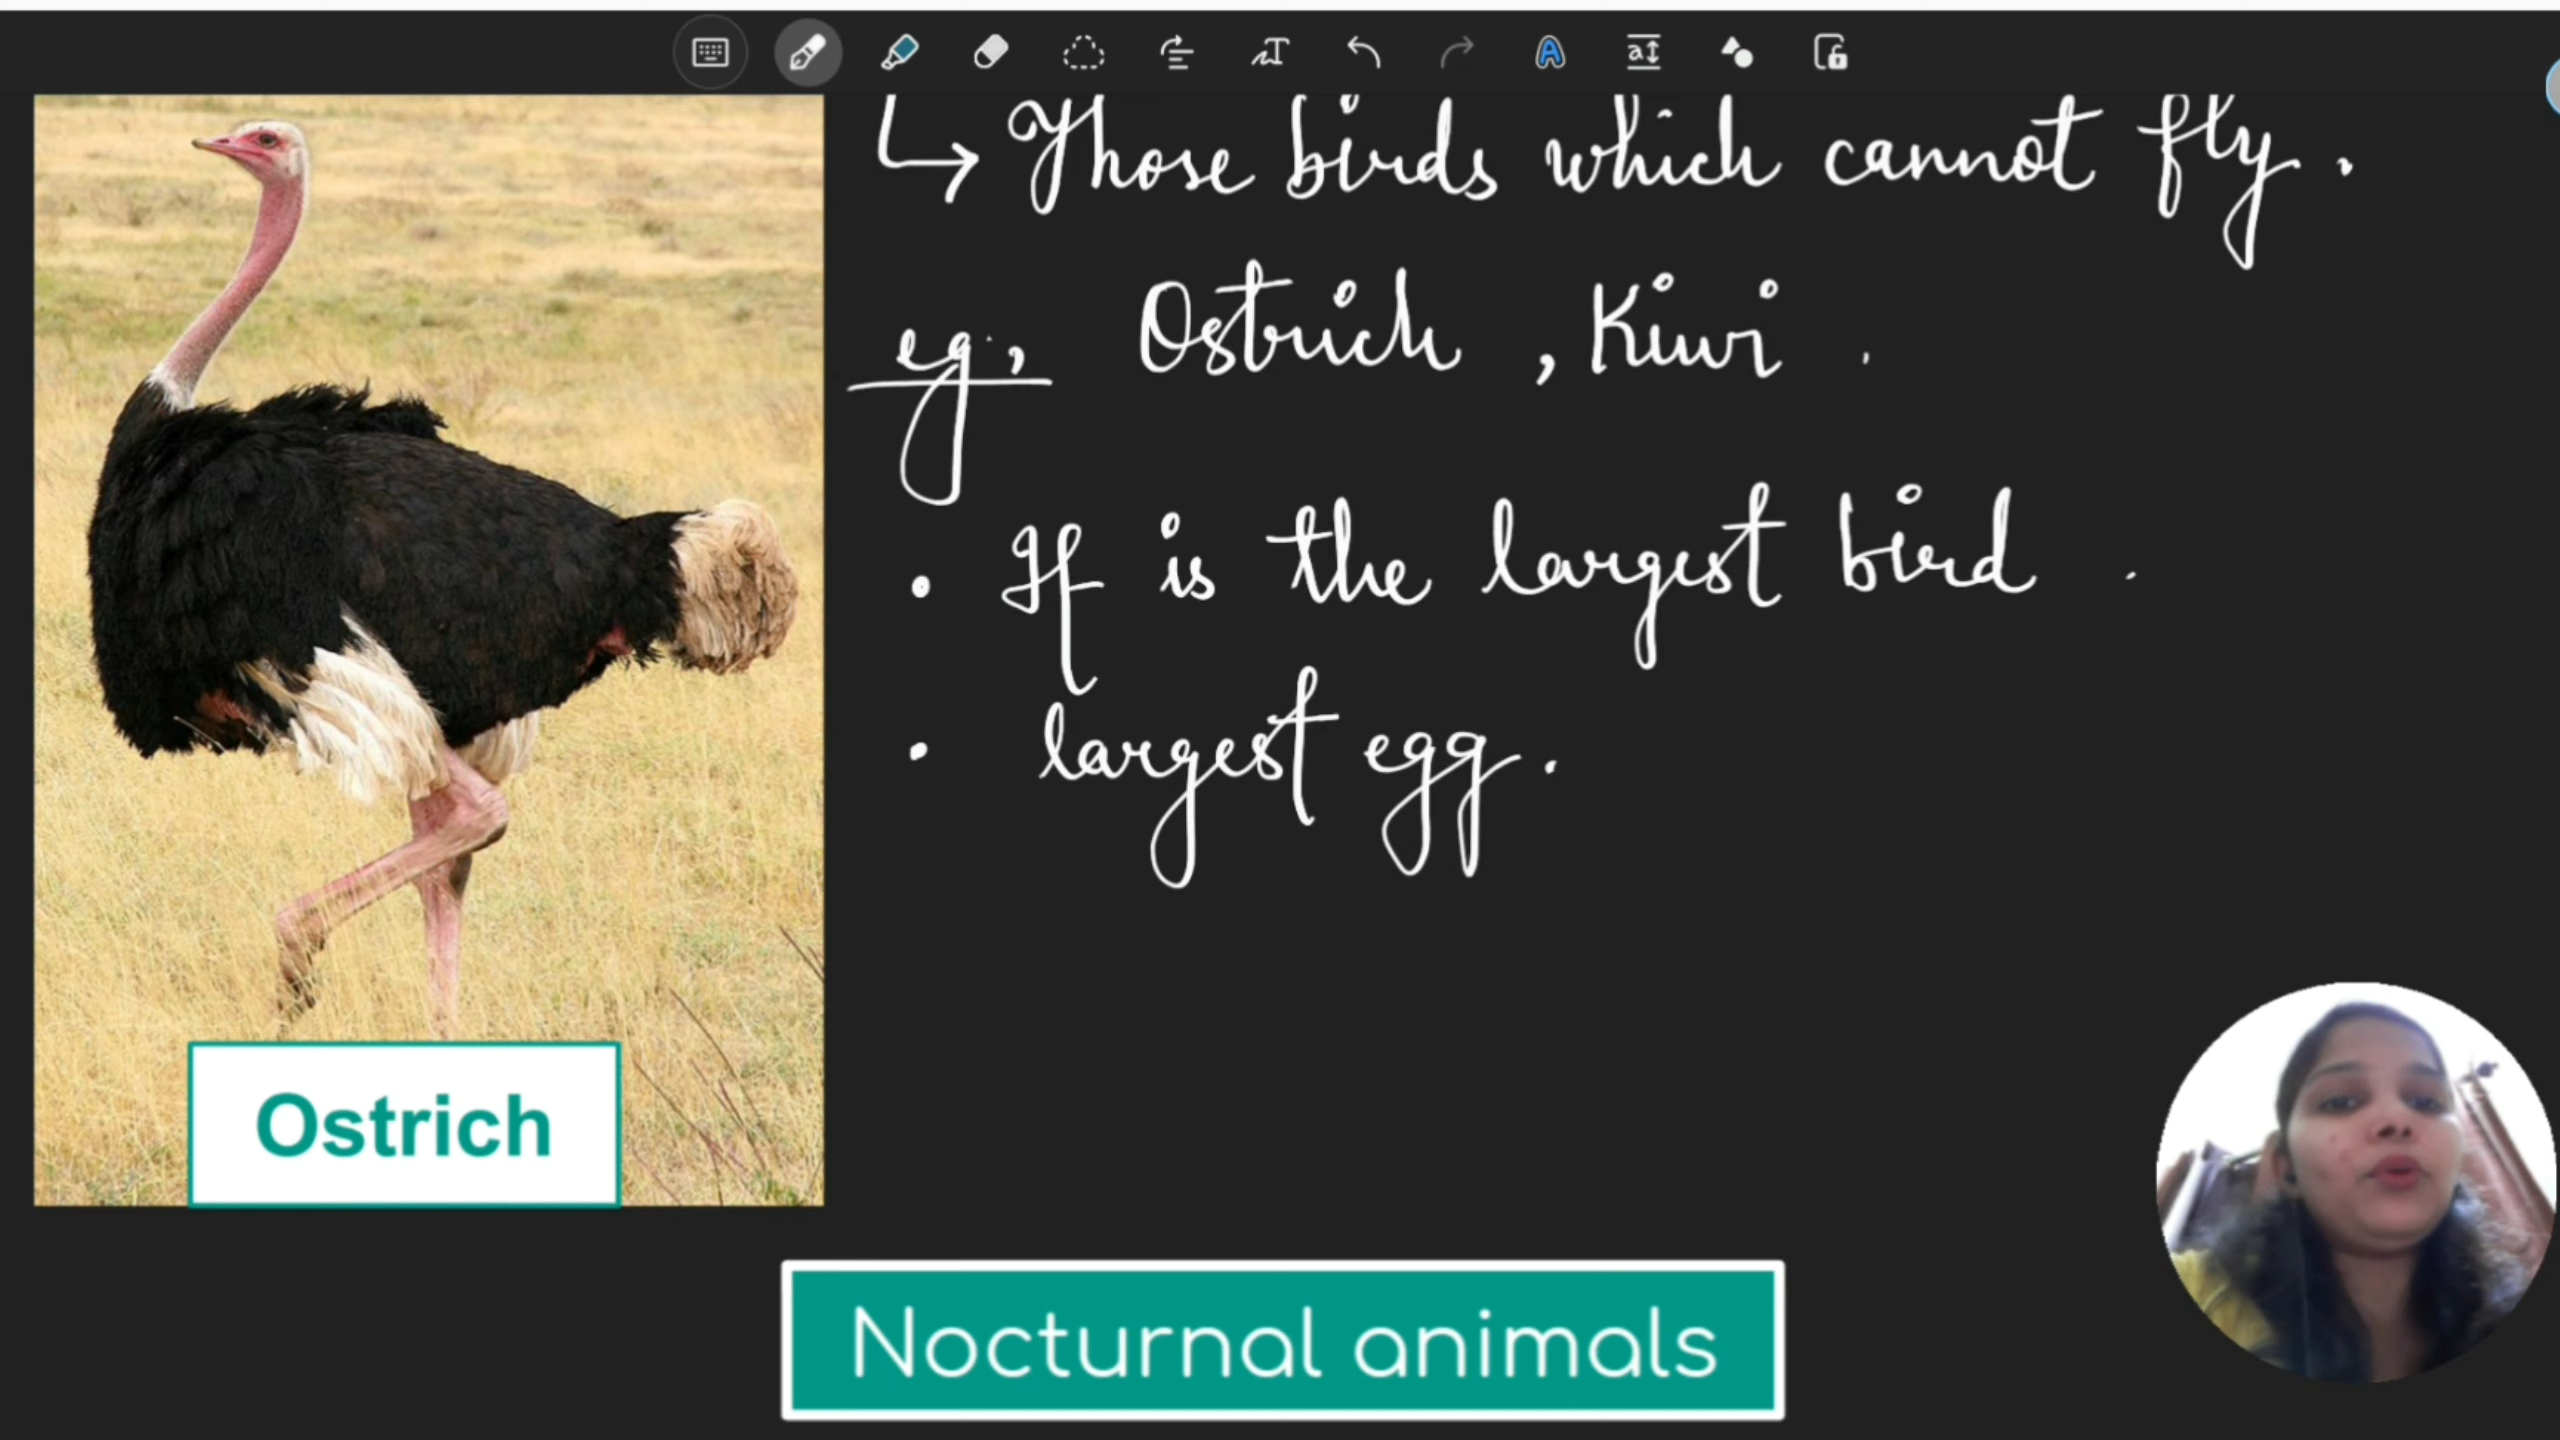 Those birds which cannot fly.
eg, Ostrich, Kiwi.
• It is the largest bird.
• largest egg.
Ostrich
Nocturnal animals